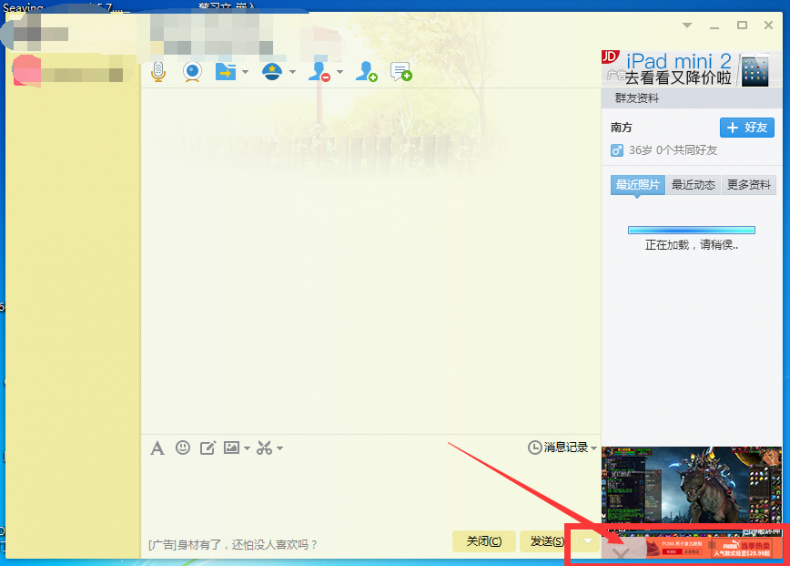 iPad mini 2
JD
广告
去看看又降价啦
群友资料
南方
+ 好友
36岁 0个共同好友
最近照片 最近动态 更多资料
正在加载，请稍侯..
消息记录
[广告]身材有了，还怕没人喜欢吗？
关闭(C)
发送(S)